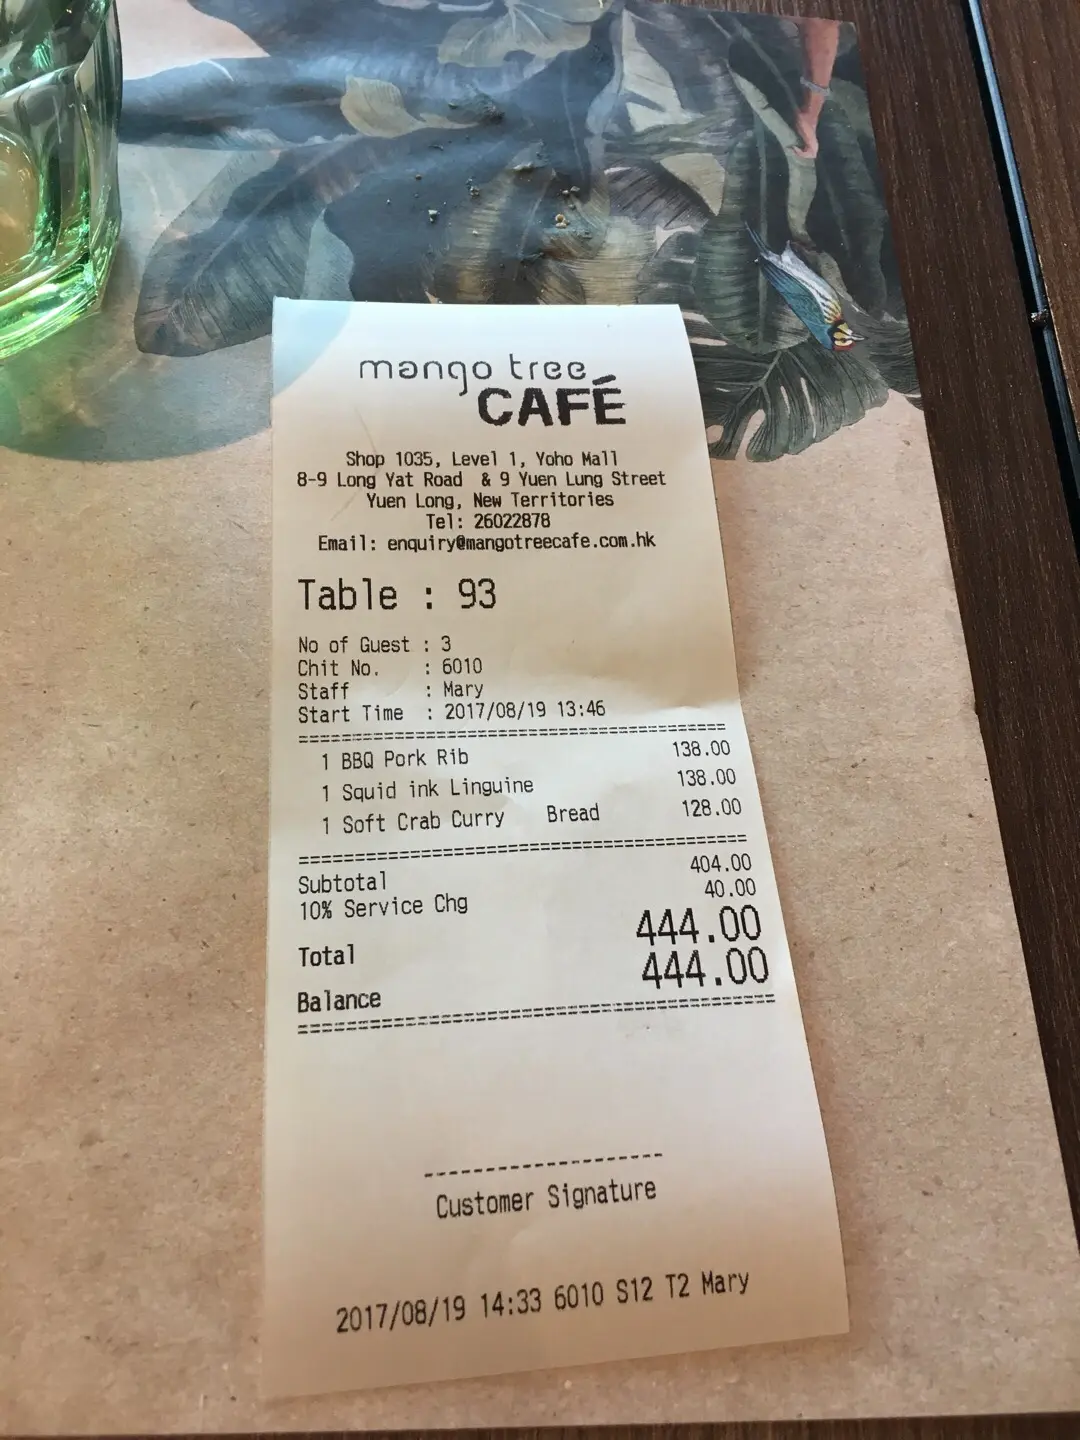 mango tree
CAFÉ
Shop 1035, Level 1, Yoho Mall
8-9 Long Yat Road & 9 Yuen Lung Street
Yuen Long, New Territories
Tel: 26022878
Email: enquiry@mangotreecafe.com.hk
Table : 93
No of Guest : 3
Chit No. : 6010
Staff : Mary
Start Time : 2017/08/19 13:46
1 BBQ Pork Rib 138.00
1 Squid ink Linguine 138.00
1 Soft Crab Curry Bread 128.00
Subtotal 404.00
10% Service Chg 40.00
Total 444.00
Balance 444.00
Customer Signature
2017/08/19 14:33 6010 S12 T2 Mary